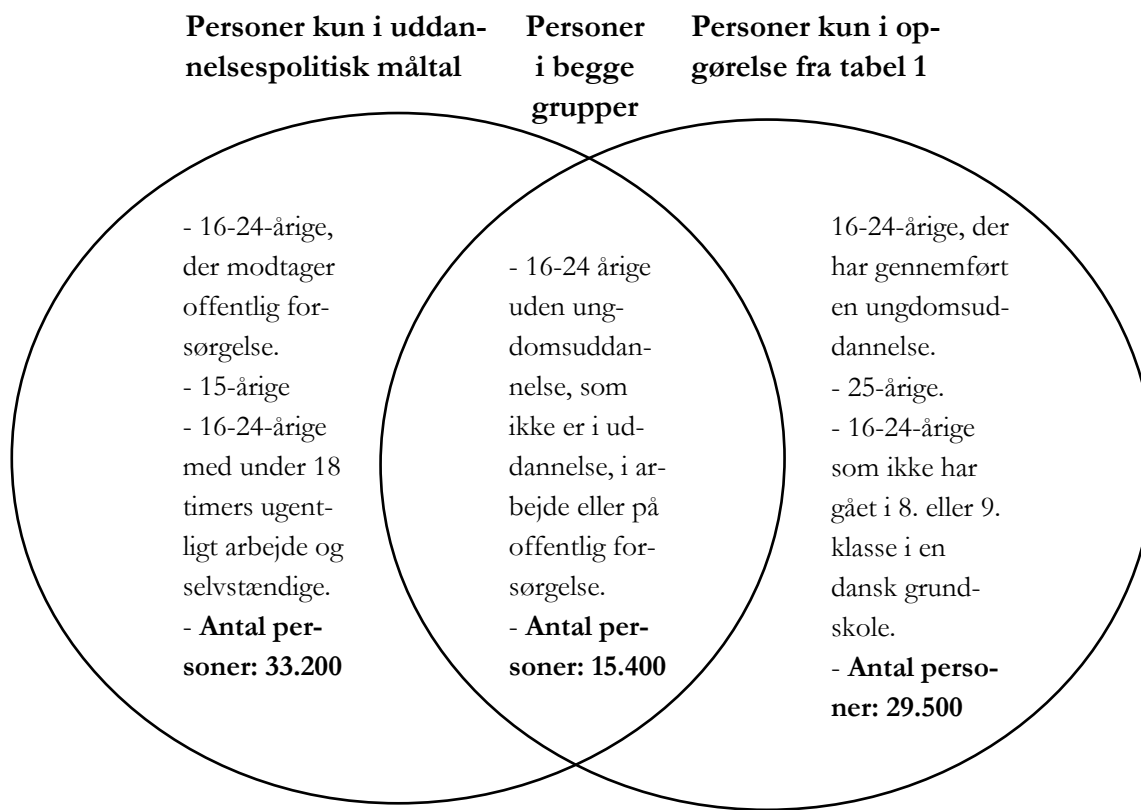 Personer kun i uddan-
nelsespolitisk måltal
Personer
i begge
grupper
Personer kun i op-
gørelse fra tabel 1
- 16-24-årige,
der modtager
offentlig for-
sørgelse.
- 15-årige
- 16-24-årige
med under 18
timers ugent-
ligt arbejde og
selvstændige.
- Antal per-
soner: 33.200
- 16-24 årige
uden ung-
domsuddan-
nelse, som
ikke er i ud-
dannelse, i ar-
bejde eller på
offentlig for-
sørgelse.
- Antal per-
soner: 15.400
16-24-årige, der
har gennemført
en ungdomsud-
dannelse.
- 25-årige.
- 16-24-årige
som ikke har
gået i 8. eller 9.
klasse i en
dansk grund-
skole.
- Antal perso-
ner: 29.500